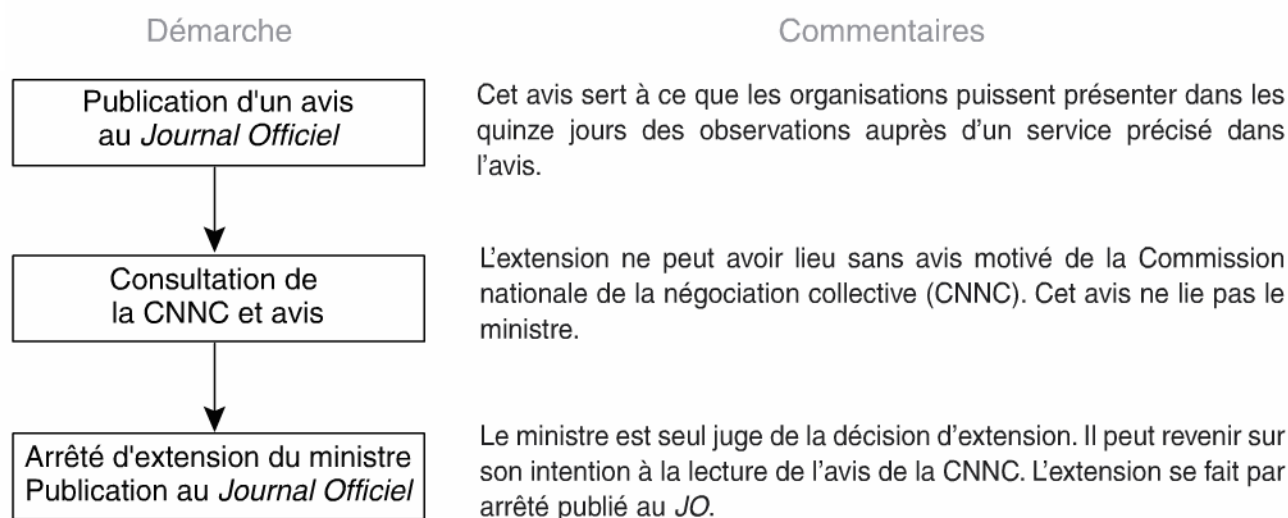 Démarche
Commentaires
Publication d'un avis
au Journal Officiel
Cet avis sert à ce que les organisations puissent présenter dans les
quinze jours des observations auprès d’un service précisé dans
l’avis.
Consultation de
la CNNC et avis
L’extension ne peut avoir lieu sans avis motivé de la Commission
nationale de la négociation collective (CNNC). Cet avis ne lie pas le
ministre.
Arrêté d'extension du ministre
Publication au Journal Officiel
Le ministre est seul juge de la décision d’extension. Il peut revenir sur
son intention à la lecture de l’avis de la CNNC. L’extension se fait par
arrêté publié au JO.